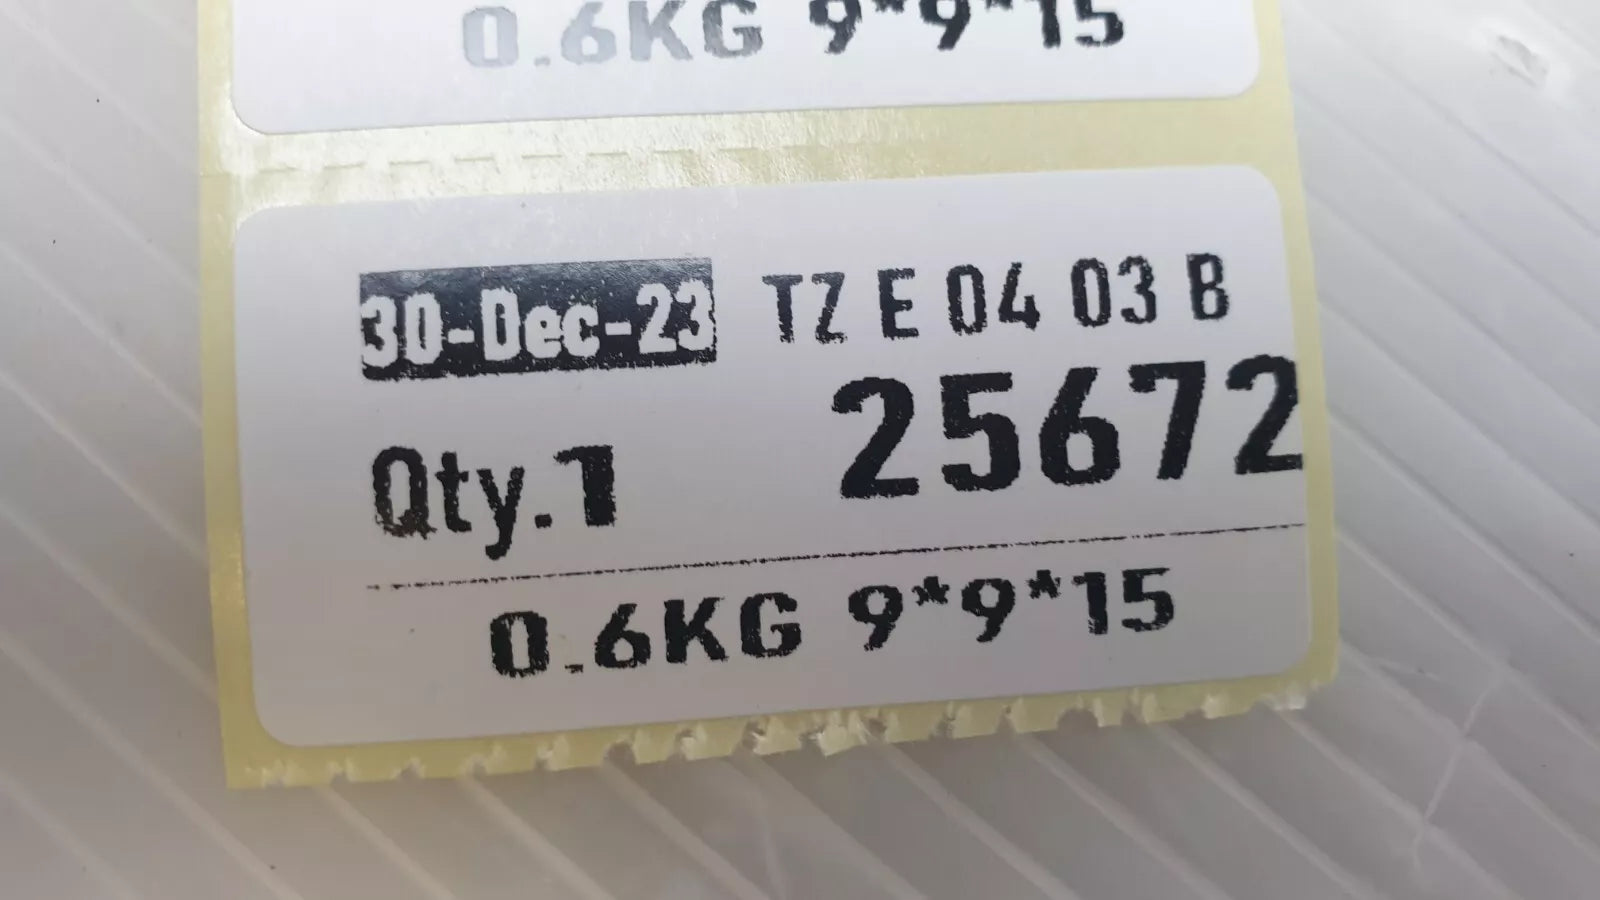 0.6KG 9*9*15
30-Dec-23 TZ E 04 03 B
Qty.1 25672
0.6KG 9*9*15